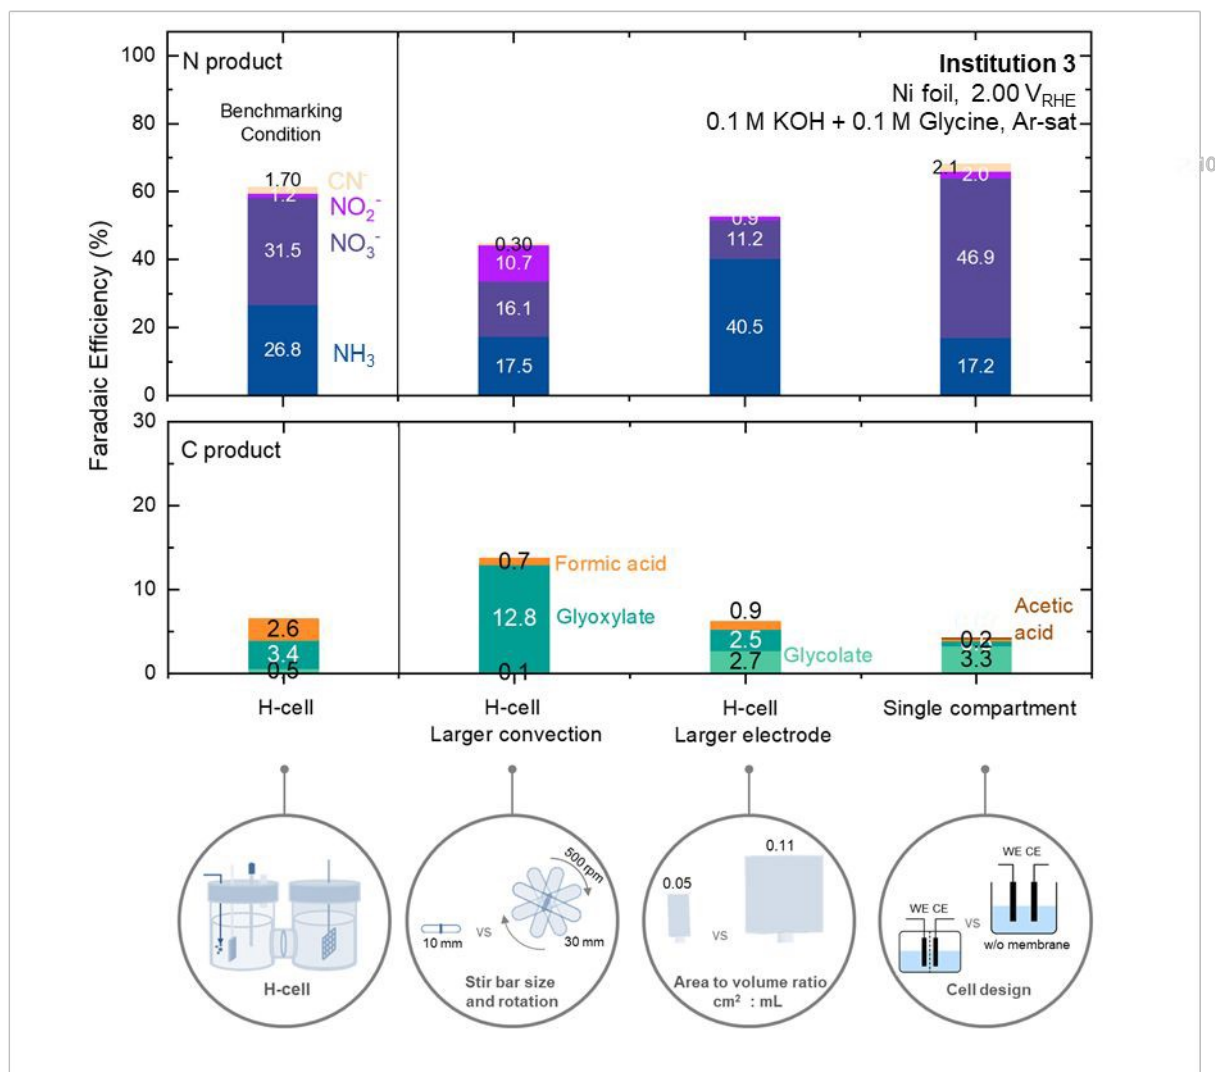 N product
Benchmarking
Condition
Institution 3
Ni foil, 2.00 V_RHE
0.1 M KOH + 0.1 M Glycine, Ar-sat
Faradaic Efficiency (%)
100
80
60
40
20
0
1.70
CN⁻
1.2
NO₂⁻
31.5
NO₃⁻
26.8
NH₃
0.30
10.7
16.1
17.5
0.9
11.2
40.5
2.1
2.0
46.9
17.2
C product
30
20
10
0
2.6
3.4
0.5
0.7
Formic acid
12.8
Glyoxylate
0.1
0.9
2.5
2.7
Glycolate
Acetic
acid
0.2
3.3
H-cell
H-cell
Larger convection
H-cell
Larger electrode
Single compartment
H-cell
500 rpm
10 mm
vs
30 mm
Stir bar size
and rotation
0.05
vs
0.11
Area to volume ratio
cm² : mL
WE CE
vs
WE CE
w/o membrane
Cell design